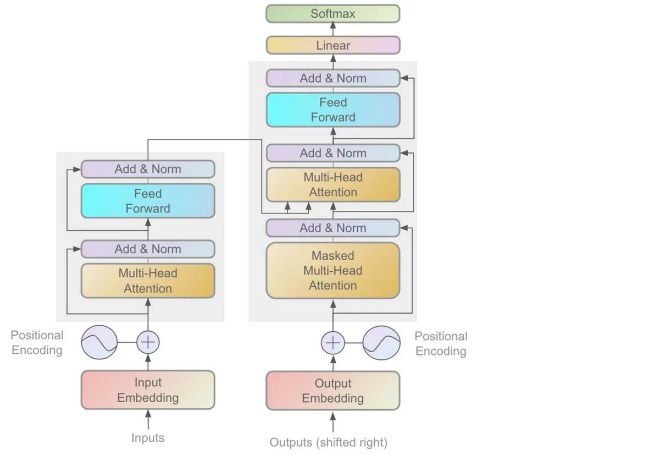 Softmax
Linear
Add & Norm
Feed
Forward
Add & Norm
Multi-Head
Attention
Add & Norm
Masked
Multi-Head
Attention
Add & Norm
Feed
Forward
Add & Norm
Multi-Head
Attention
Positional
Encoding
Positional
Encoding
Input
Embedding
Output
Embedding
Inputs
Outputs (shifted right)